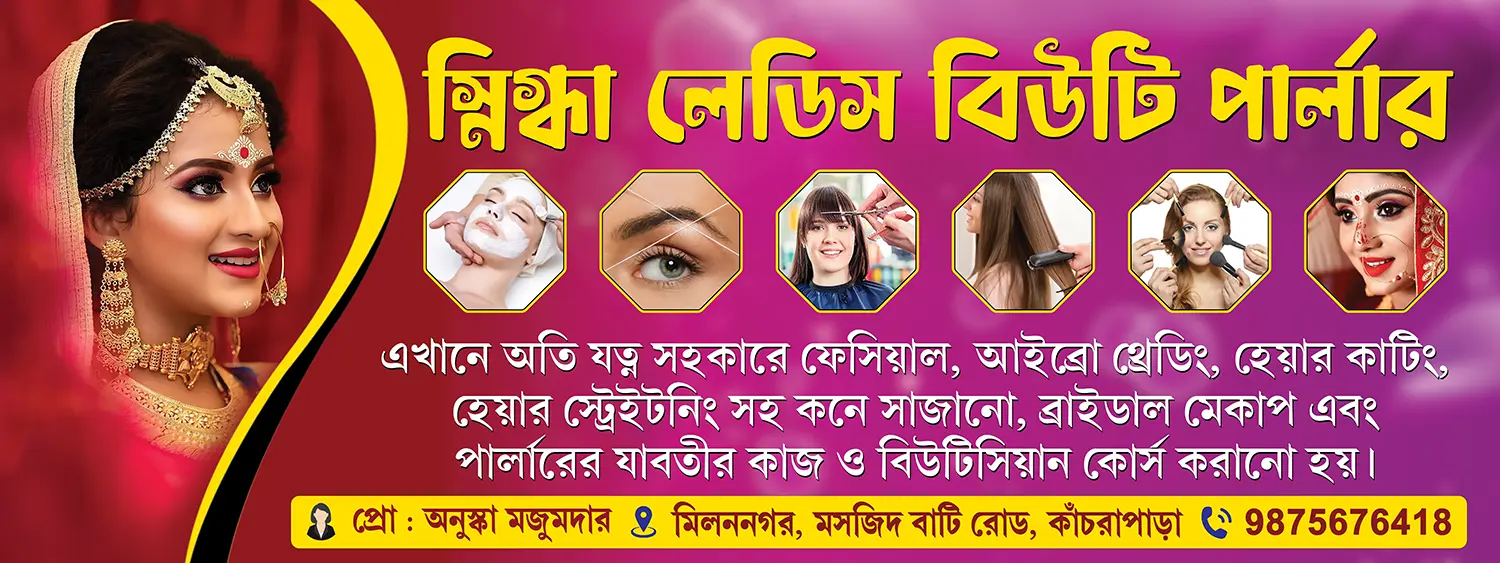 স্নিগ্ধা লেডিস বিউটি পার্লার
এখানে অতি যত্ন সহকারে ফেসিয়াল, আইব্রো থ্রেডিং, হেয়ার কাটিং,
হেয়ার স্ট্রেইটনিং সহ কনে সাজানো, ব্রাইডাল মেকাপ এবং
পার্লারের যাবতীর কাজ ও বিউটিসিয়ান কোর্স করানো হয়।
প্রো : অনুস্কা মজুমদার মিলননগর, মসজিদ বাটি রোড, কাঁচরাপাড়া 9875676418